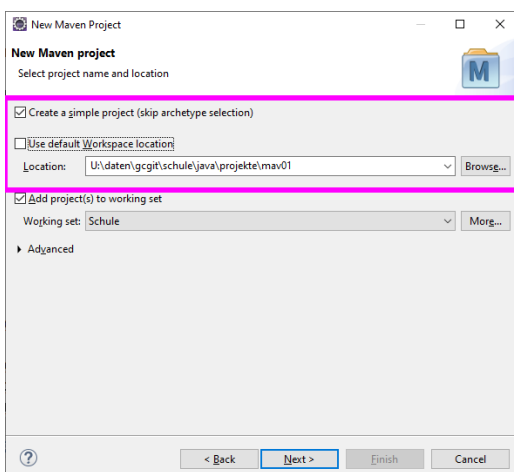 New Maven Project
New Maven project
Select project name and location
M
Create a simple project (skip archetype selection)
Use default Workspace location
Location: U:\daten\gcgit\schule\java\projekte\mav01 Browse...
Add project(s) to working set
Working set: Schule More...
Advanced
? < Back Next > Finish Cancel